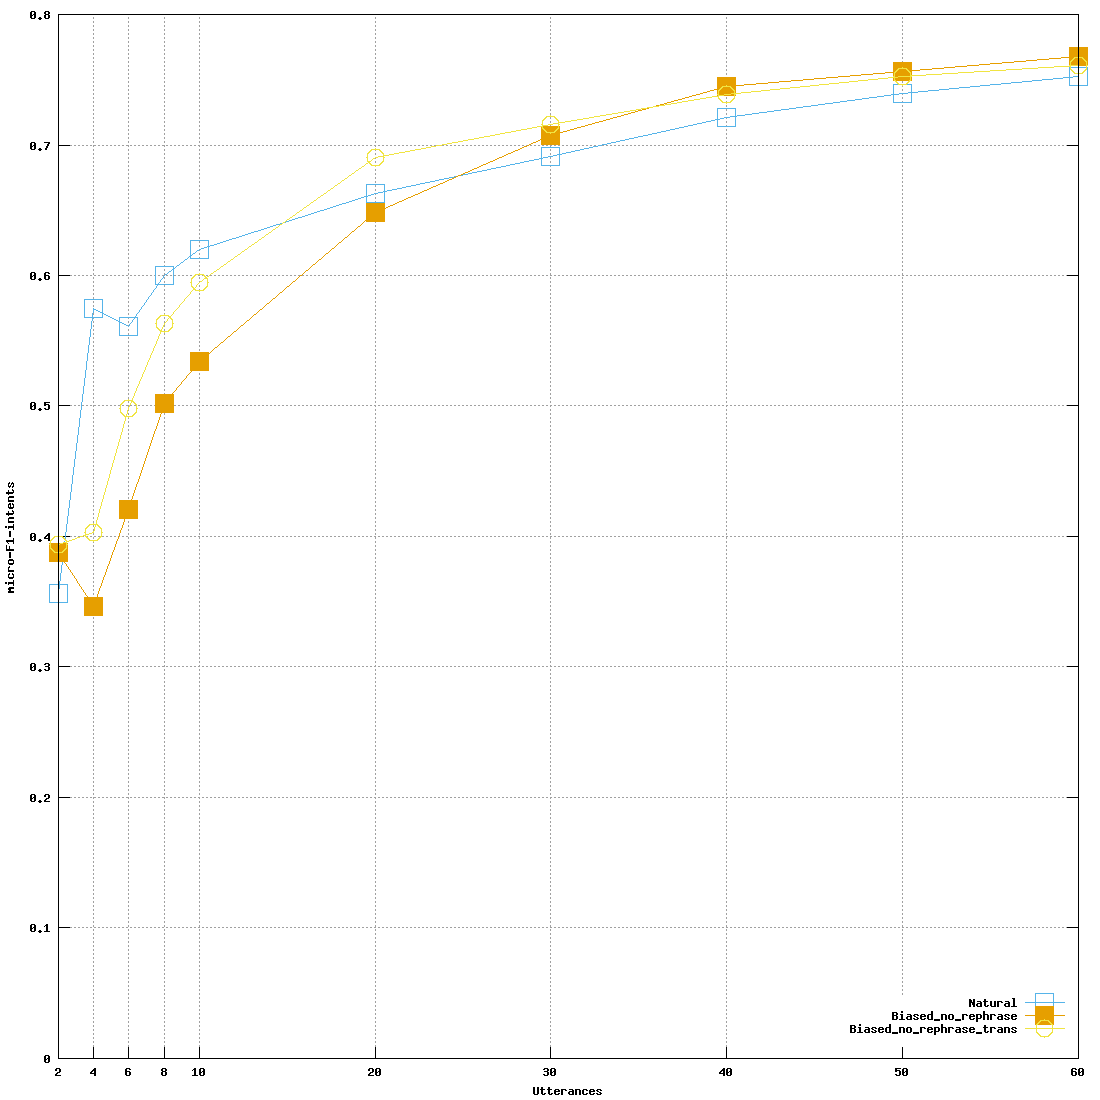 0.8
0.7
0.6
0.5
0.4
0.3
0.2
0.1
0
micro-F1-intents
2 4 6 8 10 20 30 40 50 60
Utterances
Natural
Biased_no_rephrase
Biased_no_rephrase_trans